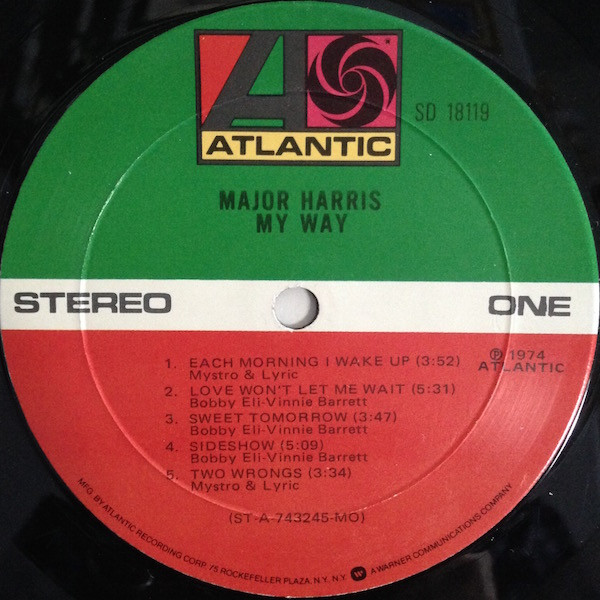 ATLANTIC
SD 18119
MAJOR HARRIS
MY WAY
STEREO
ONE
1. EACH MORNING I WAKE UP (3:52)
Mystro & Lyric
2. LOVE WON'T LET ME WAIT (5:31)
Bobby Eli-Vinnie Barrett
3. SWEET TOMORROW (3:47)
Bobby Eli-Vinnie Barrett
4. SIDESHOW (5:09)
Bobby Eli-Vinnie Barrett
5. TWO WRONGS (3:34)
Mystro & Lyric
℗ 1974
ATLANTIC
(ST-A-743245-MO)
MFG. BY ATLANTIC RECORDING CORP. 75 ROCKEFELLER PLAZA, N.Y. N.Y. W A WARNER COMMUNICATIONS COMPANY